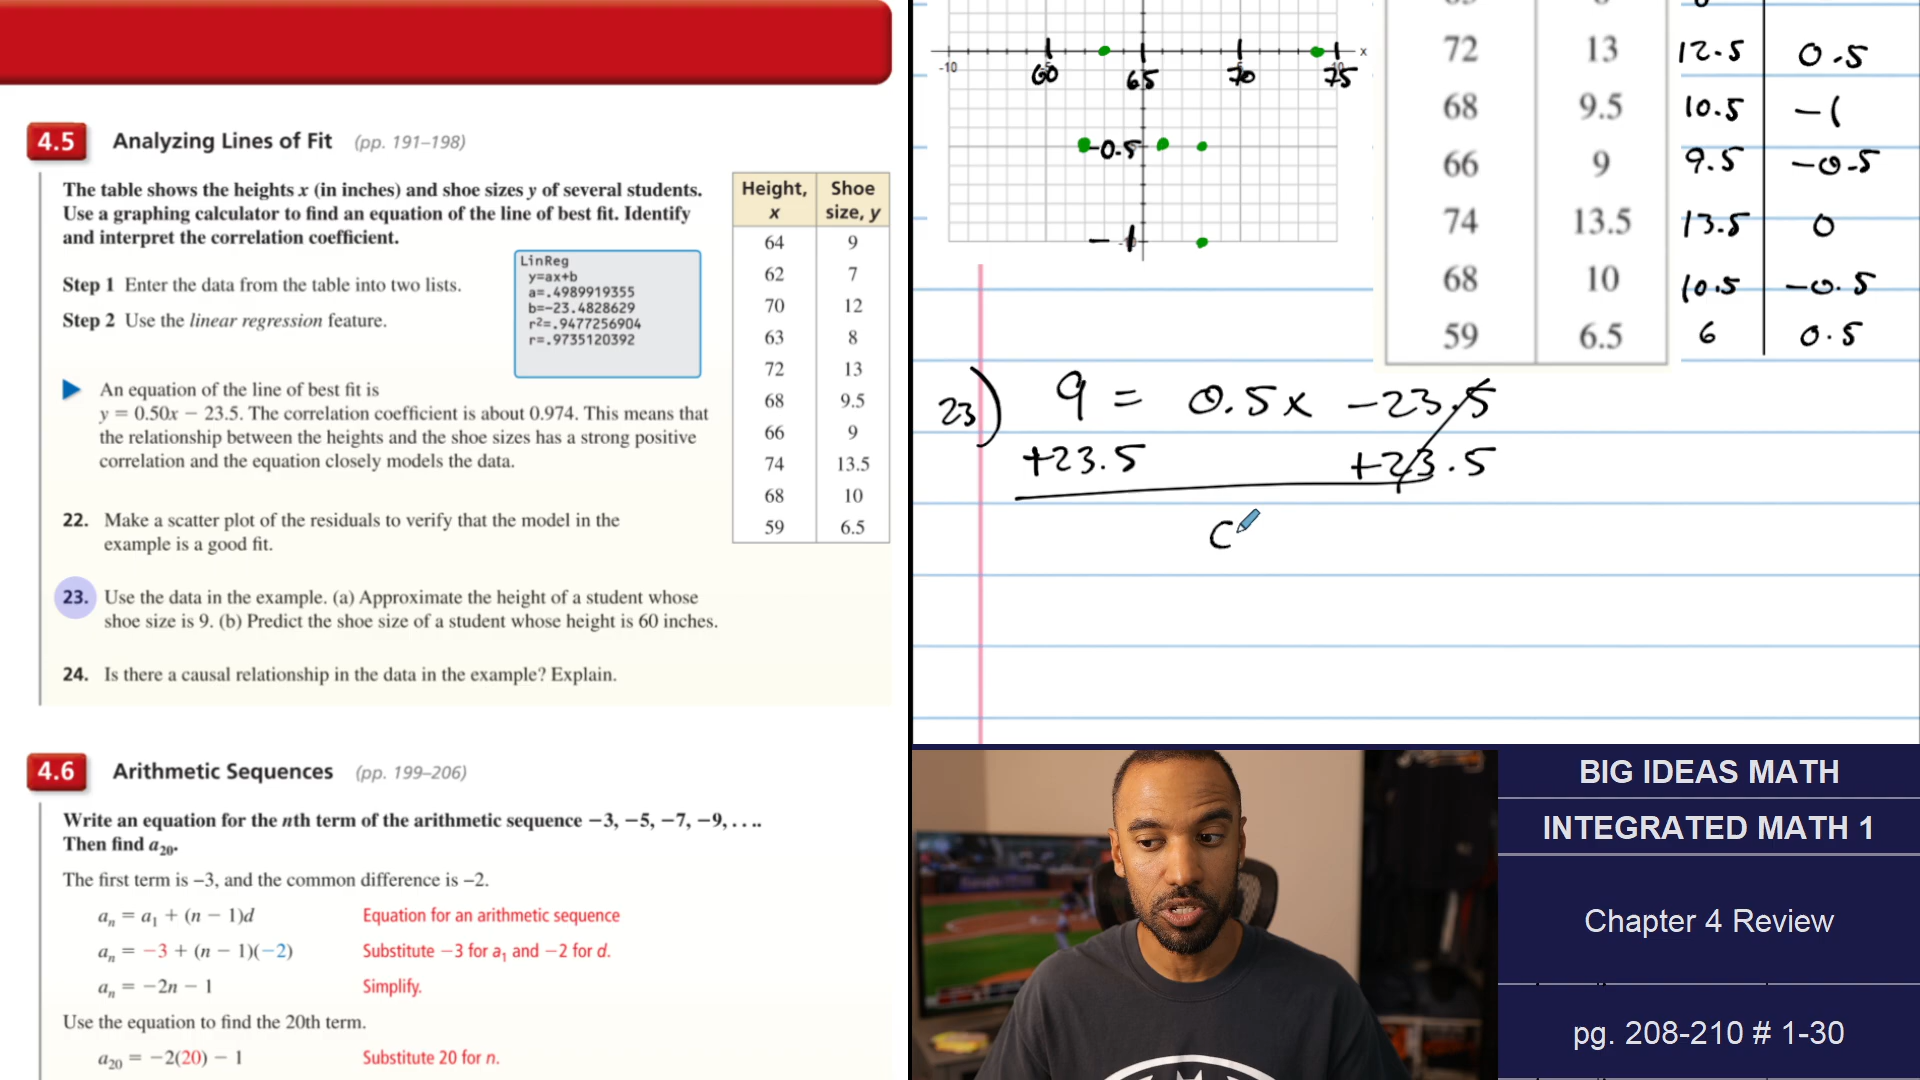 4.5 Analyzing Lines of Fit (pp. 191–198)
The table shows the heights x (in inches) and shoe sizes y of several students.
Use a graphing calculator to find an equation of the line of best fit. Identify
and interpret the correlation coefficient.
Step 1 Enter the data from the table into two lists.
Step 2 Use the linear regression feature.
LinReg
y=ax+b
a=.4989919355
b=-23.4828629
r²=.9477256904
r=.9735120392
An equation of the line of best fit is
y = 0.50x − 23.5. The correlation coefficient is about 0.974. This means that
the relationship between the heights and the shoe sizes has a strong positive
correlation and the equation closely models the data.
Height, x Shoe size, y
64 9
62 7
70 12
63 8
72 13
68 9.5
66 9
74 13.5
68 10
59 6.5
22. Make a scatter plot of the residuals to verify that the model in the
example is a good fit.
23. Use the data in the example. (a) Approximate the height of a student whose
shoe size is 9. (b) Predict the shoe size of a student whose height is 60 inches.
24. Is there a causal relationship in the data in the example? Explain.
4.6 Arithmetic Sequences (pp. 199–206)
Write an equation for the nth term of the arithmetic sequence −3, −5, −7, −9, . . . .
Then find a₂₀.
The first term is −3, and the common difference is −2.
aₙ = a₁ + (n − 1)d Equation for an arithmetic sequence
aₙ = −3 + (n − 1)(−2) Substitute −3 for a₁ and −2 for d.
aₙ = −2n − 1 Simplify.
Use the equation to find the 20th term.
a₂₀ = −2(20) − 1 Substitute 20 for n.
-10 x
60 65 70 75
-0.5
-1
72 13 12.5 0.5
68 9.5 10.5 -1
66 9 9.5 -0.5
74 13.5 13.5 0
68 10 10.5 -0.5
59 6.5 6 0.5
23) 9 = 0.5x -23.5
+23.5 +23.5
BIG IDEAS MATH
INTEGRATED MATH 1
Chapter 4 Review
pg. 208-210 # 1-30